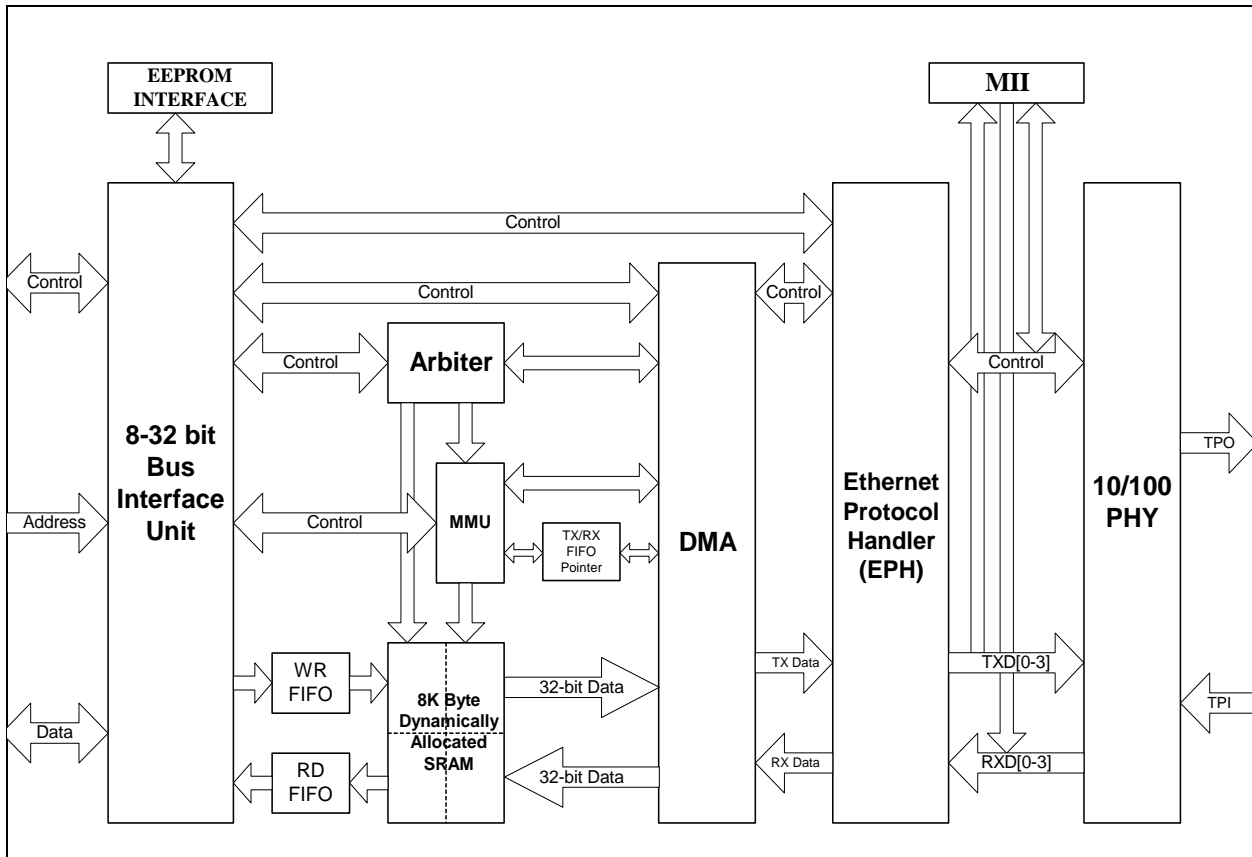 EEPROM
INTERFACE
MII
Control
Control
Control
Control
Control
Arbiter
Control
8-32 bit
Bus
Interface
Unit
Address
Control
MMU
TX/RX
FIFO
Pointer
DMA
Ethernet
Protocol
Handler
(EPH)
10/100
PHY
TPO
WR
FIFO
8K Byte
Dynamically
Allocated
SRAM
32-bit Data
TX Data
TXD[0-3]
Data
RD
FIFO
32-bit Data
RX Data
RXD[0-3]
TPI